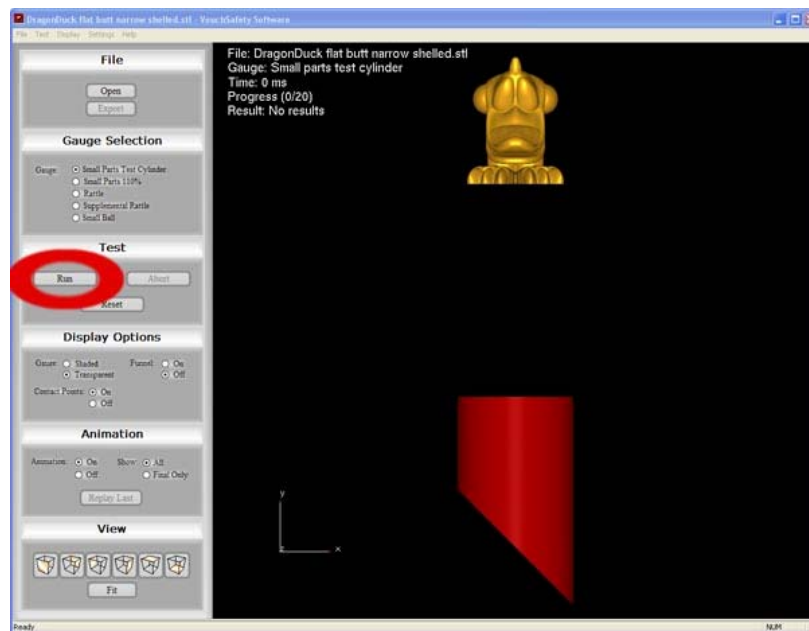 DragonDuck flat butt narrow shelled.stl - VouchSafety Software
File Test Display Settings Help
File
Open
Export
Gauge Selection
Gauge: Small Parts Test Cylinder
Small Parts 110%
Rattle
Supplemental Rattle
Small Ball
Test
Run Abort
Reset
Display Options
Gauge: Shaded Funnel: On
Transparent Off
Contact Points: On
Off
Animation
Animation: On Show: All
Off Final Only
Replay Last
View
Fit
File: DragonDuck flat butt narrow shelled.stl
Gauge: Small parts test cylinder
Time: 0 ms
Progress (0/20)
Result: No results
y
z x
Ready NUM